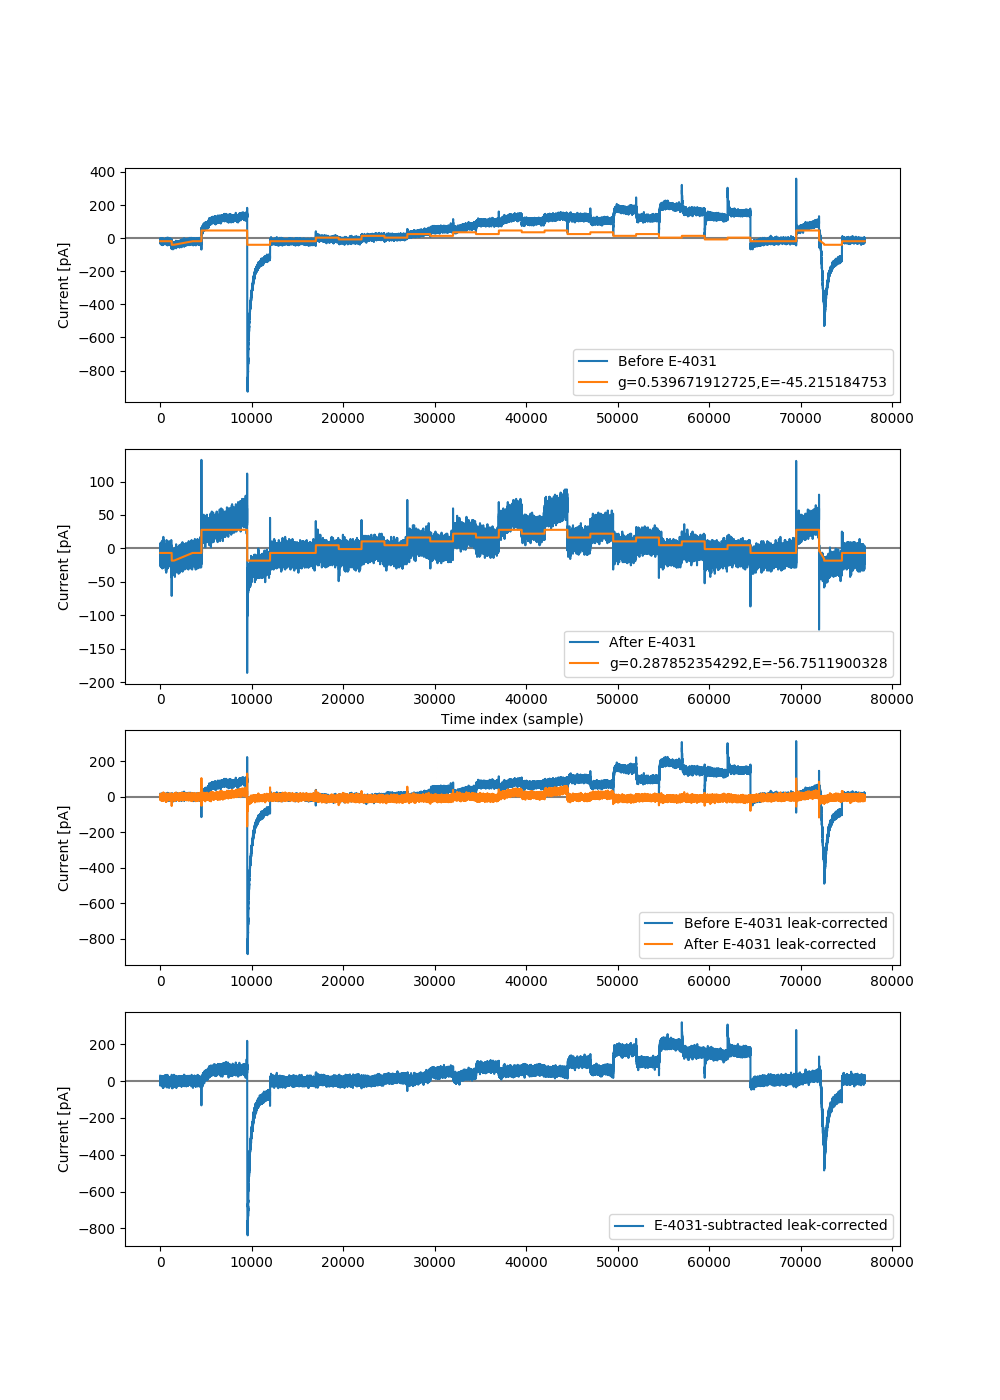 400
200
0
−200
−400
−600
−800
Current [pA]
Before E-4031
g=0.539671912725,E=-45.215184753
0 10000 20000 30000 40000 50000 60000 70000 80000
100
50
0
−50
−100
−150
−200
Current [pA]
After E-4031
g=0.287852354292,E=-56.7511900328
0 10000 20000 30000 40000 50000 60000 70000 80000
Time index (sample)
200
0
−200
−400
−600
−800
Current [pA]
Before E-4031 leak-corrected
After E-4031 leak-corrected
0 10000 20000 30000 40000 50000 60000 70000 80000
200
0
−200
−400
−600
−800
Current [pA]
E-4031-subtracted leak-corrected
0 10000 20000 30000 40000 50000 60000 70000 80000